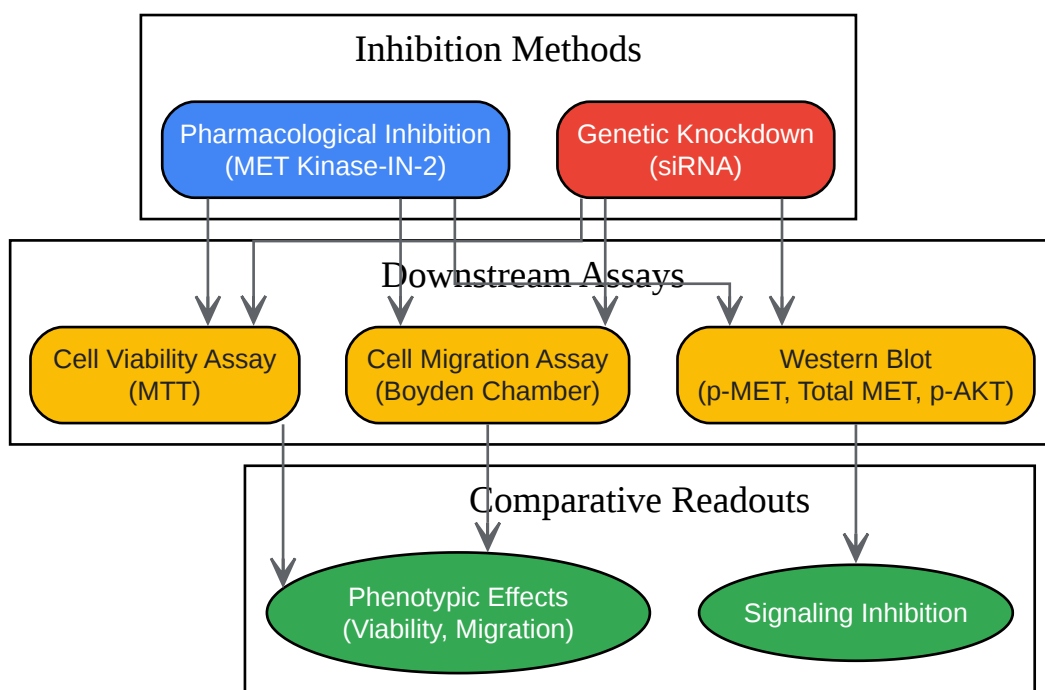 Inhibition Methods
Pharmacological Inhibition
(MET Kinase-IN-2)
Genetic Knockdown
(siRNA)
Downstream Assays
Cell Viability Assay
(MTT)
Cell Migration Assay
(Boyden Chamber)
Western Blot
(p-MET, Total MET, p-AKT)
Comparative Readouts
Phenotypic Effects
(Viability, Migration)
Signaling Inhibition